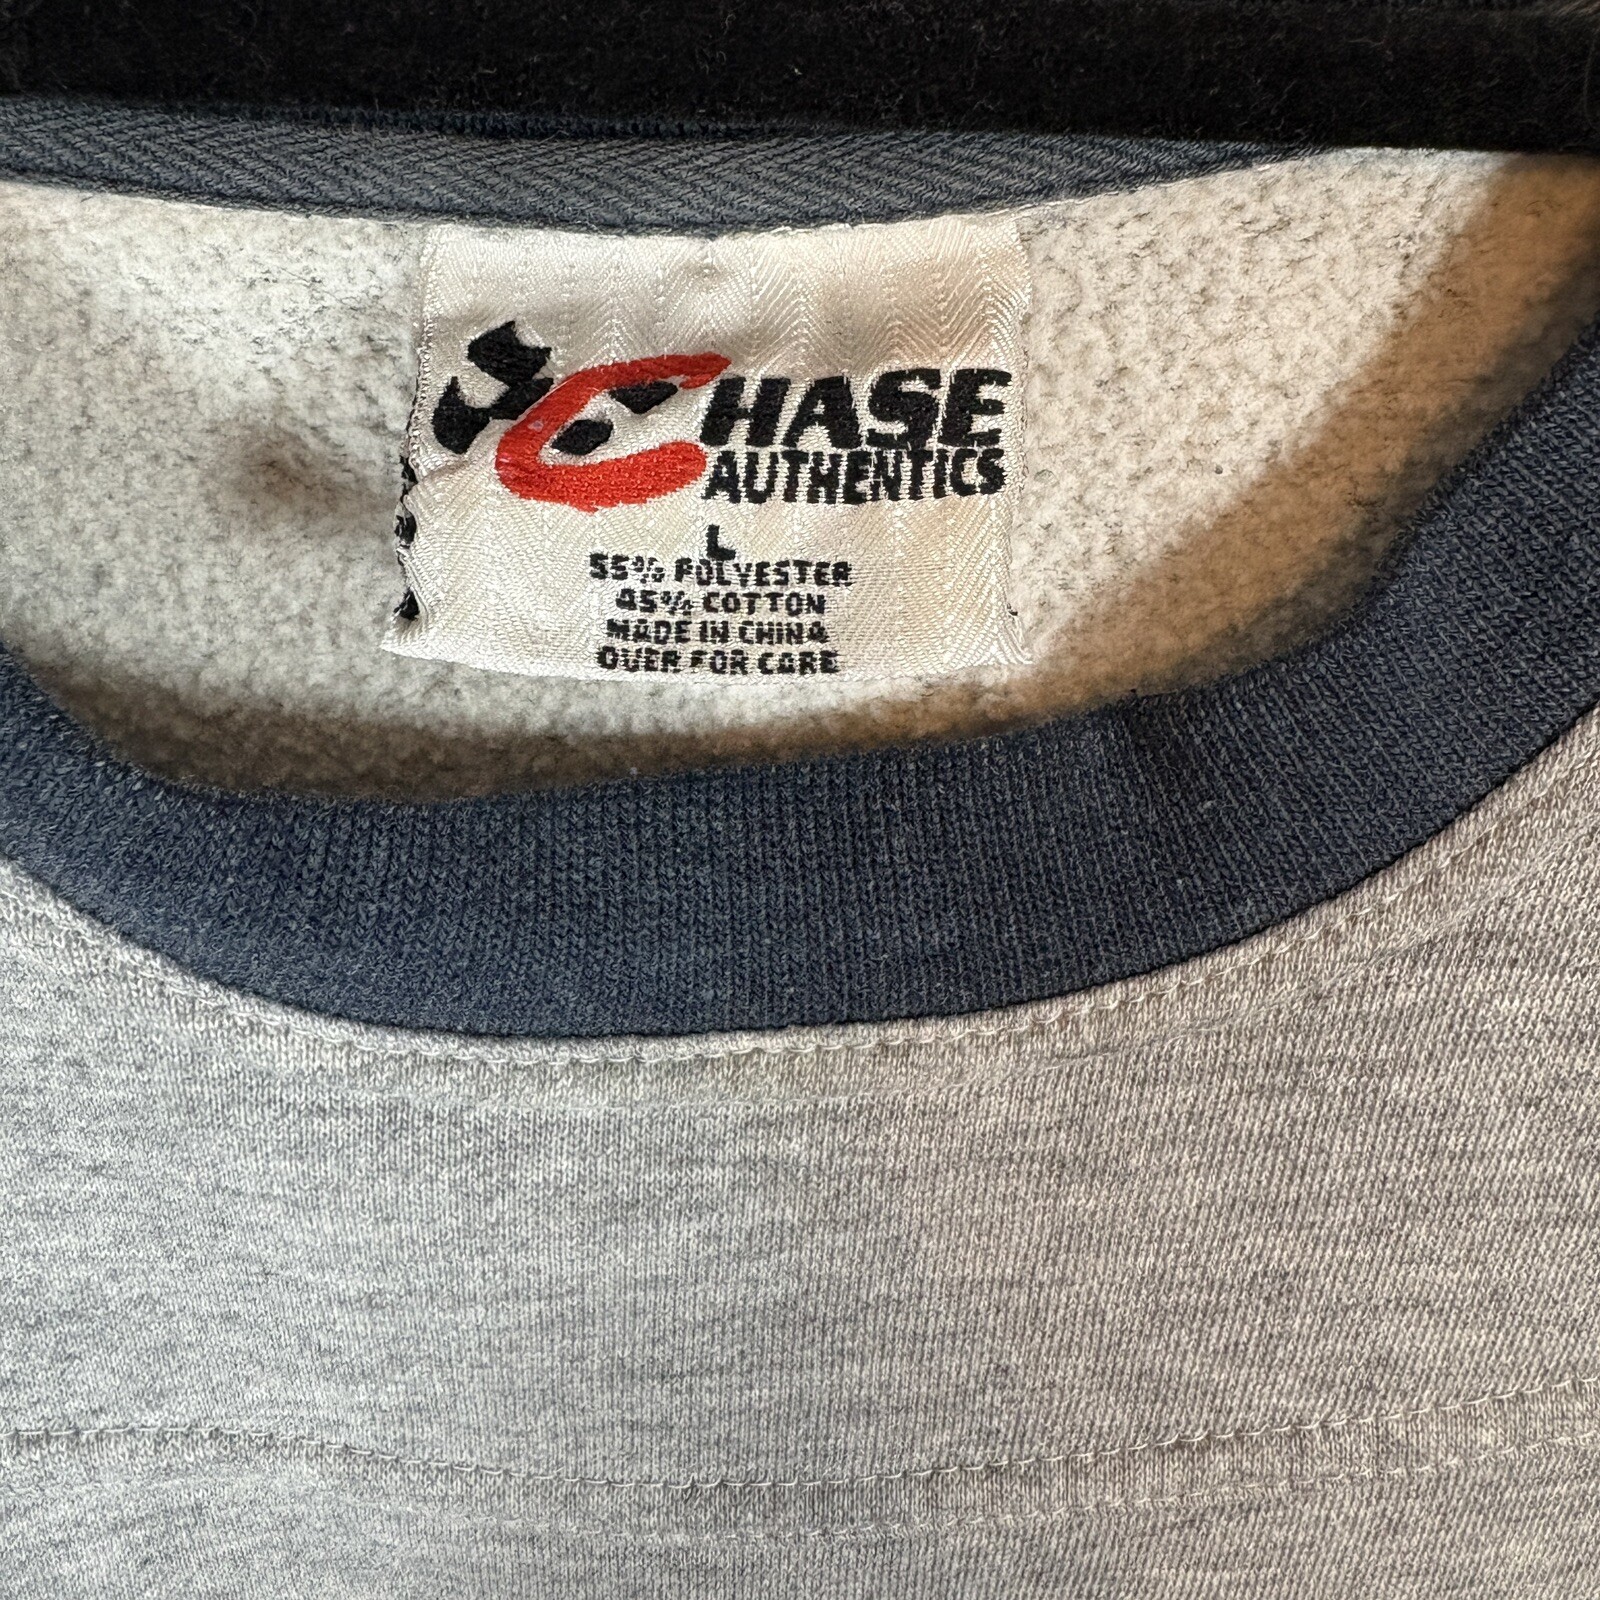 CHASE
AUTHENTICS
L
55% POLYESTER
45% COTTON
MADE IN CHINA
OVER FOR CARE